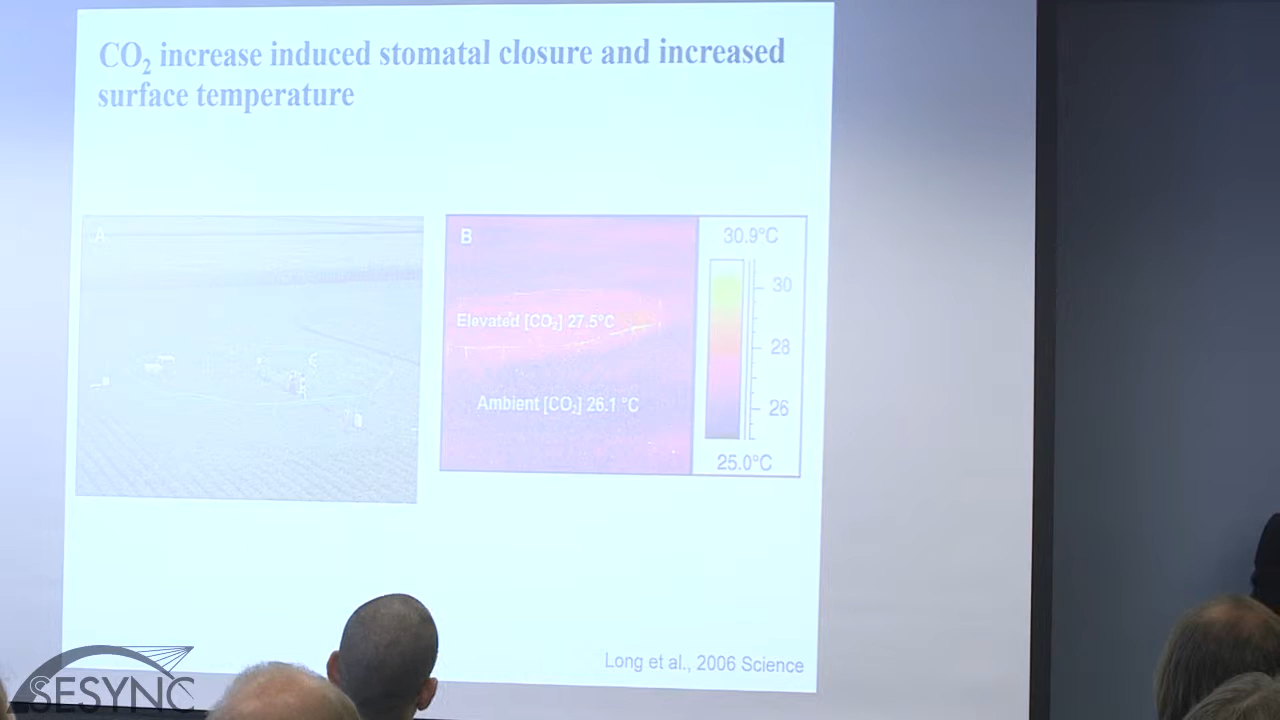 CO₂ increase induced stomatal closure and increased
surface temperature
A
B
30.9°C
30
Elevated [CO₂] 27.5°C
28
Ambient [CO₂] 26.1 °C
26
25.0°C
Long et al., 2006 Science
SESYNC